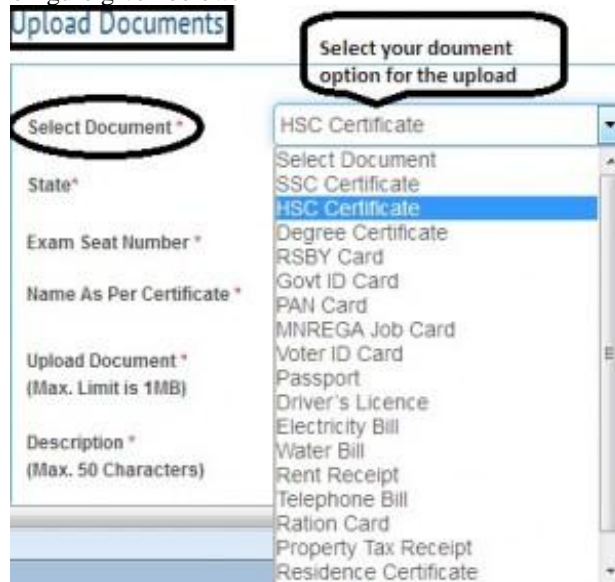 Upload Documents
Select your doument
option for the upload
Select Document *
HSC Certificate
State*
Exam Seat Number *
Name As Per Certificate *
Upload Document *
(Max. Limit is 1MB)
Description *
(Max. 50 Characters)
Select Document
SSC Certificate
HSC Certificate
Degree Certificate
RSBY Card
Govt ID Card
PAN Card
MNREGA Job Card
Voter ID Card
Passport
Driver's Licence
Electricity Bill
Water Bill
Rent Receipt
Telephone Bill
Ration Card
Property Tax Receipt
Residence Certificate